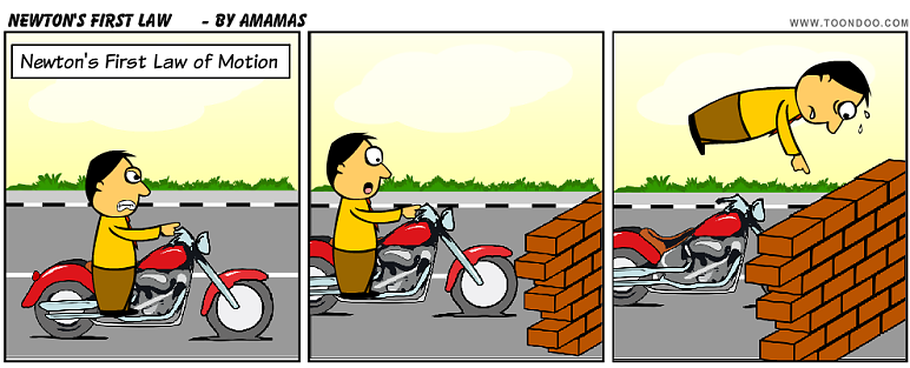 NEWTON'S FIRST LAW - BY AMAMAS
WWW.TOONDOO.COM
Newton's First Law of Motion